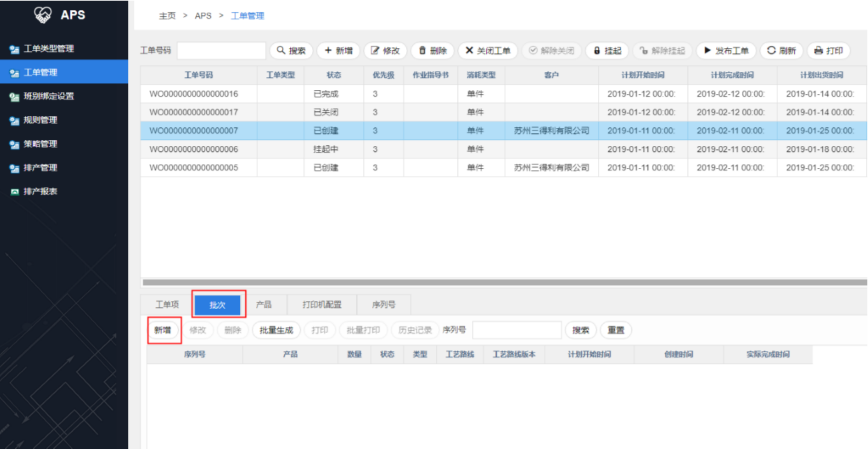 APS
主页 > APS > 工单管理
工单类型管理
工单管理
班别绑定设置
规则管理
策略管理
排产管理
排产报表
工单号码 搜索 新增 修改 删除 关闭工单 解除关闭 挂起 解除挂起 发布工单 刷新 打印
工单号码 工单类型 状态 优先级 作业指导书 消耗类型 客户 计划开始时间 计划完成时间 计划出货时间
WO0000000000000016 已完成 3 单件 2019-01-12 00:00: 2019-02-12 00:00: 2019-01-14 00:00:
WO0000000000000017 已关闭 3 单件 2019-01-12 00:00: 2019-02-12 00:00: 2019-01-14 00:00:
WO0000000000000007 已创建 3 单件 苏州三得利有限公司 2019-01-11 00:00: 2019-02-11 00:00: 2019-01-25 00:00:
WO0000000000000006 挂起中 3 单件 2019-01-11 00:00: 2019-02-11 00:00: 2019-01-18 00:00:
WO0000000000000005 已创建 3 单件 苏州三得利有限公司 2019-01-11 00:00: 2019-02-11 00:00: 2019-01-25 00:00:
工单项 批次 产品 打印机配置 序列号
新增 修改 删除 批量生成 打印 批量打印 历史记录 序列号 搜索 重置
序列号 产品 数量 状态 类型 工艺路线 工艺路线版本 计划开始时间 创建时间 实际完成时间